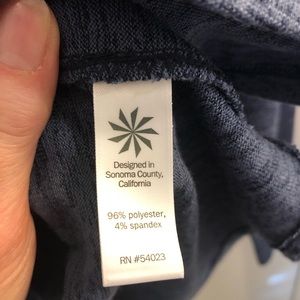 Designed in
Sonoma County,
California
96% polyester,
4% spandex
RN #54023